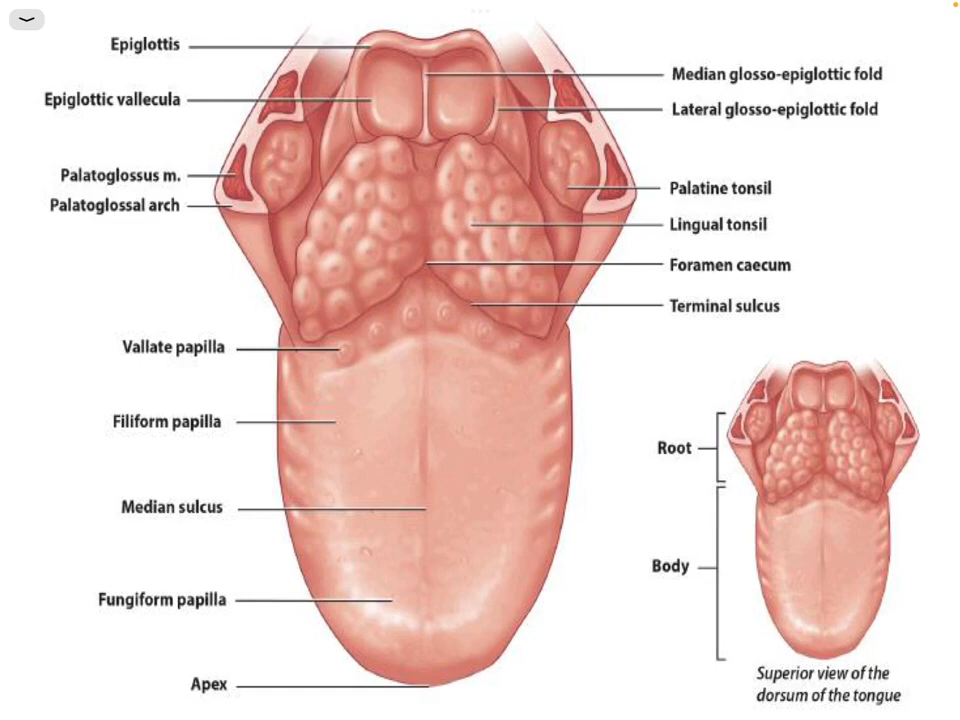 Epiglottis
Median glosso-epiglottic fold
Epiglottic vallecula
Lateral glosso-epiglottic fold
Palatoglossus m.
Palatine tonsil
Palatoglossal arch
Lingual tonsil
Foramen caecum
Terminal sulcus
Vallate papilla
Filiform papilla
Root
Median sulcus
Body
Fungiform papilla
Apex
Superior view of the
dorsum of the tongue